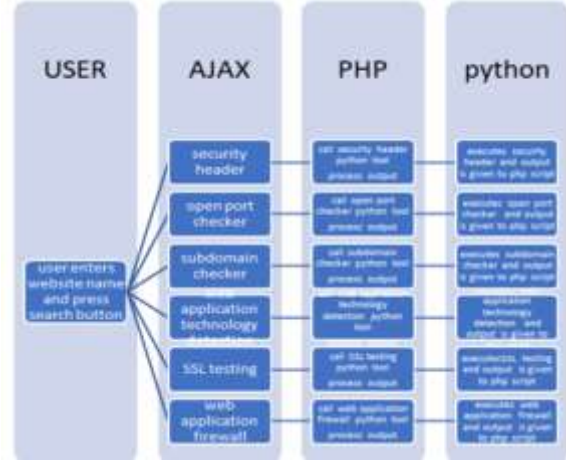 USER
AJAX
PHP
python
user enters
website name
and press
search button
security
header
call security header
python tool
process output
executes security
header and output
is given to php script
open port
checker
call open port
checker python tool
process output
executes open port
checker and output
is given to php script
subdomain
checker
call subdomain
checker python tool
process output
executes subdomain
checker and output
is given to php script
application
technology
technology
detection python
tool
application
technology
detection and
output is given to
SSL testing
call SSL testing
python tool
process output
executesSSL testing
and output is given
to php script
web
application
firewall
call web application
firewall python tool
process output
executes web
application firewall
and output is given
to php script